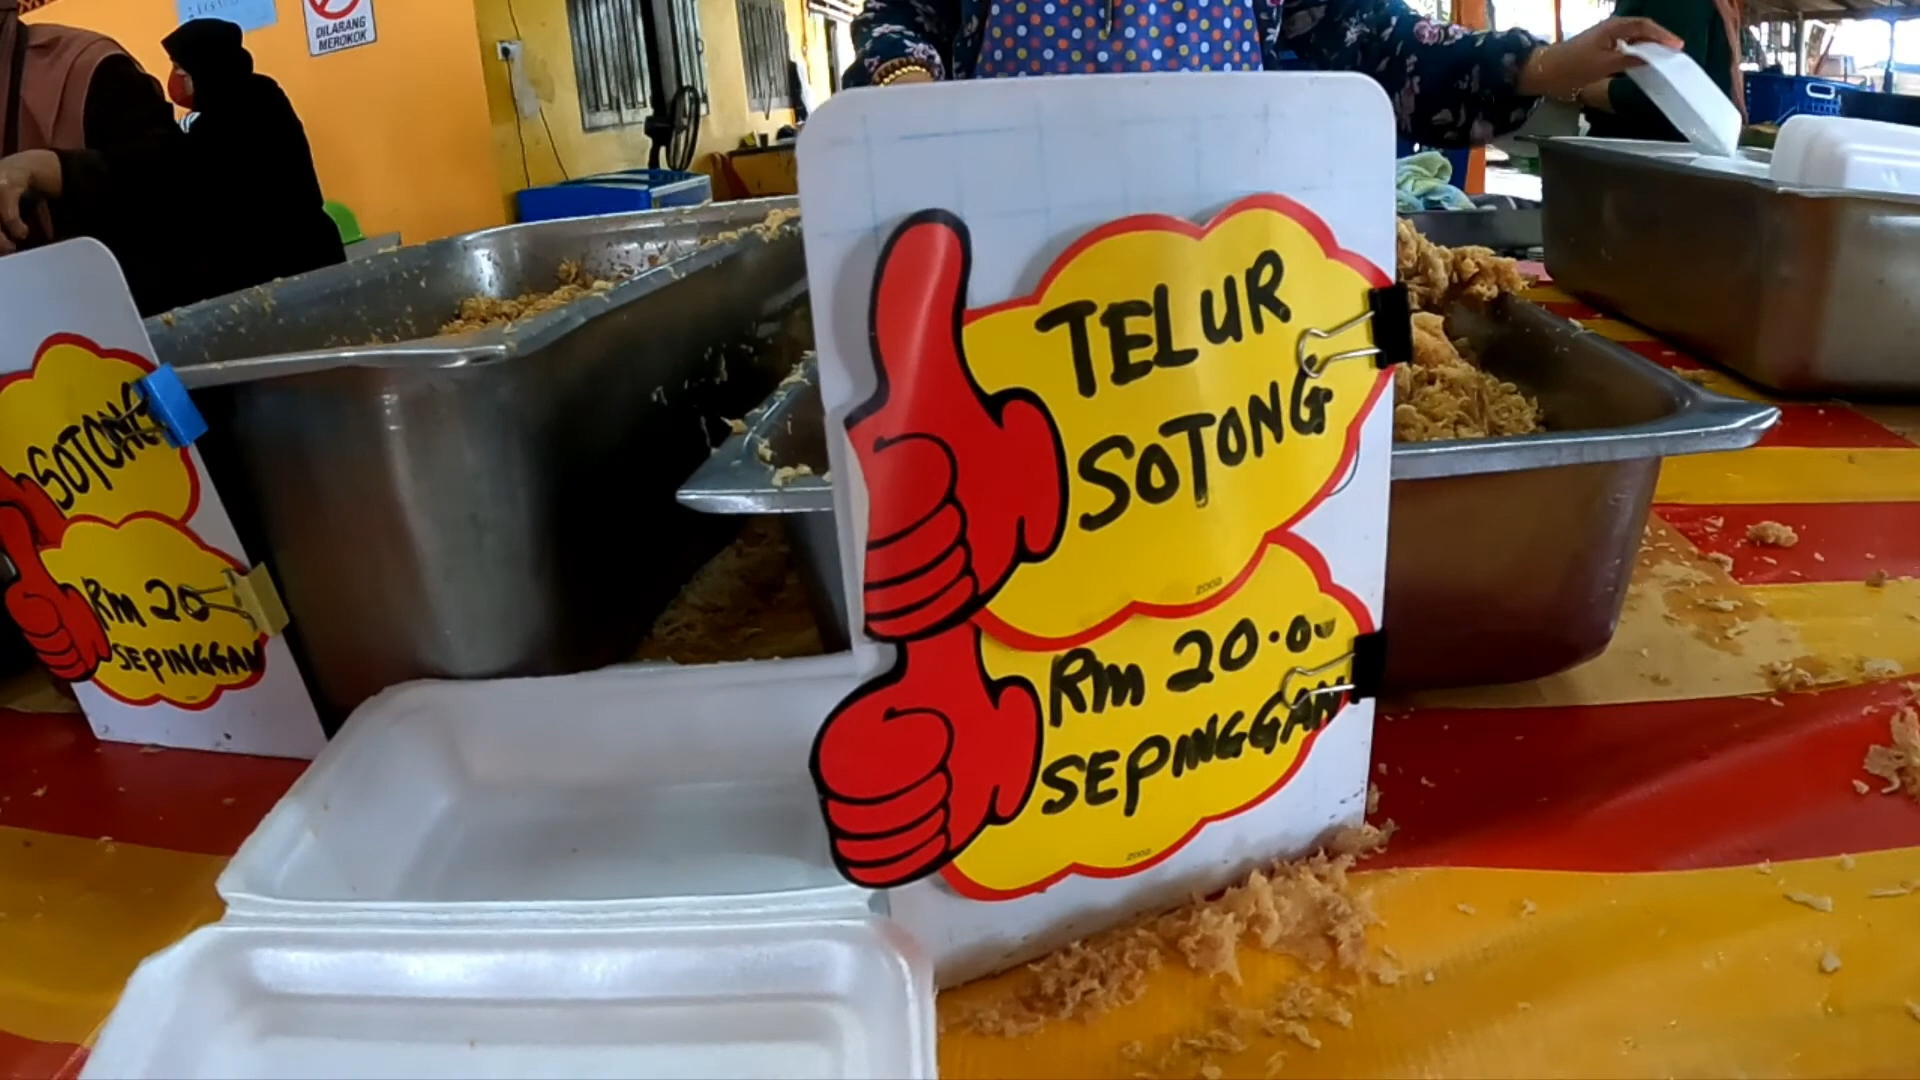 DILARANG
MEROKOK
SOTONG
Rm 20
SEPINGGAN
TELUR
SOTONG
Rm 20.00
SEPINGGAN